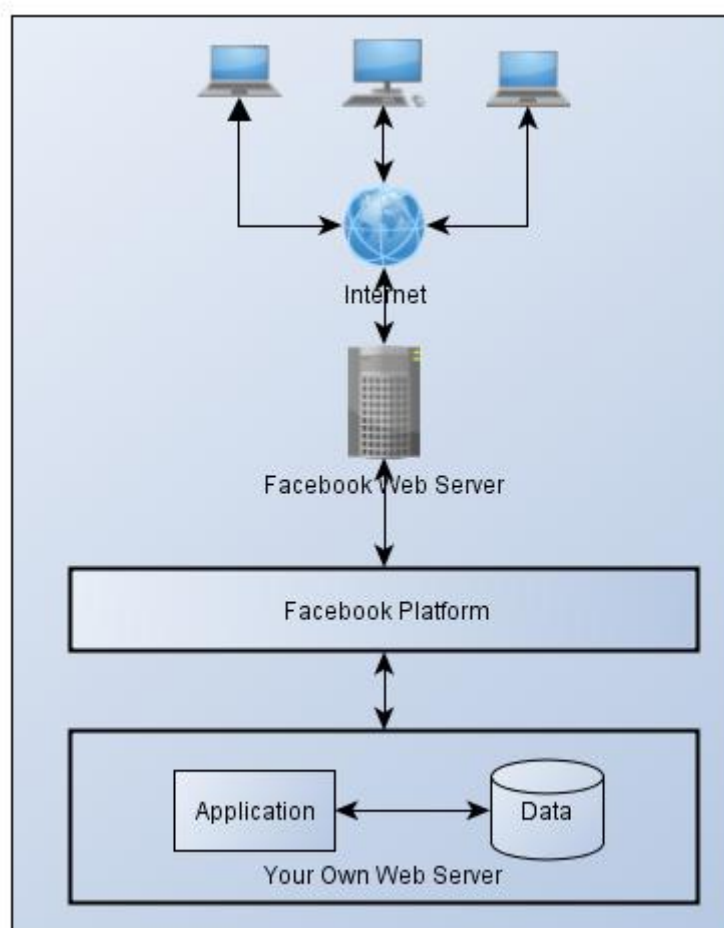 Internet
Facebook Web Server
Facebook Platform
Application
Data
Your Own Web Server